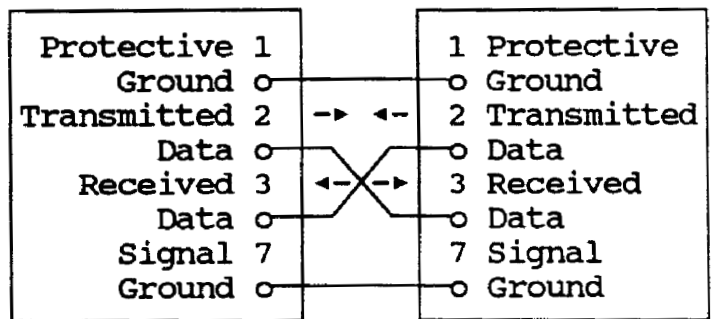 Protective 1
Ground
Transmitted 2
Data
Received 3
Data
Signal 7
Ground
1 Protective
Ground
2 Transmitted
Data
3 Received
Data
7 Signal
Ground